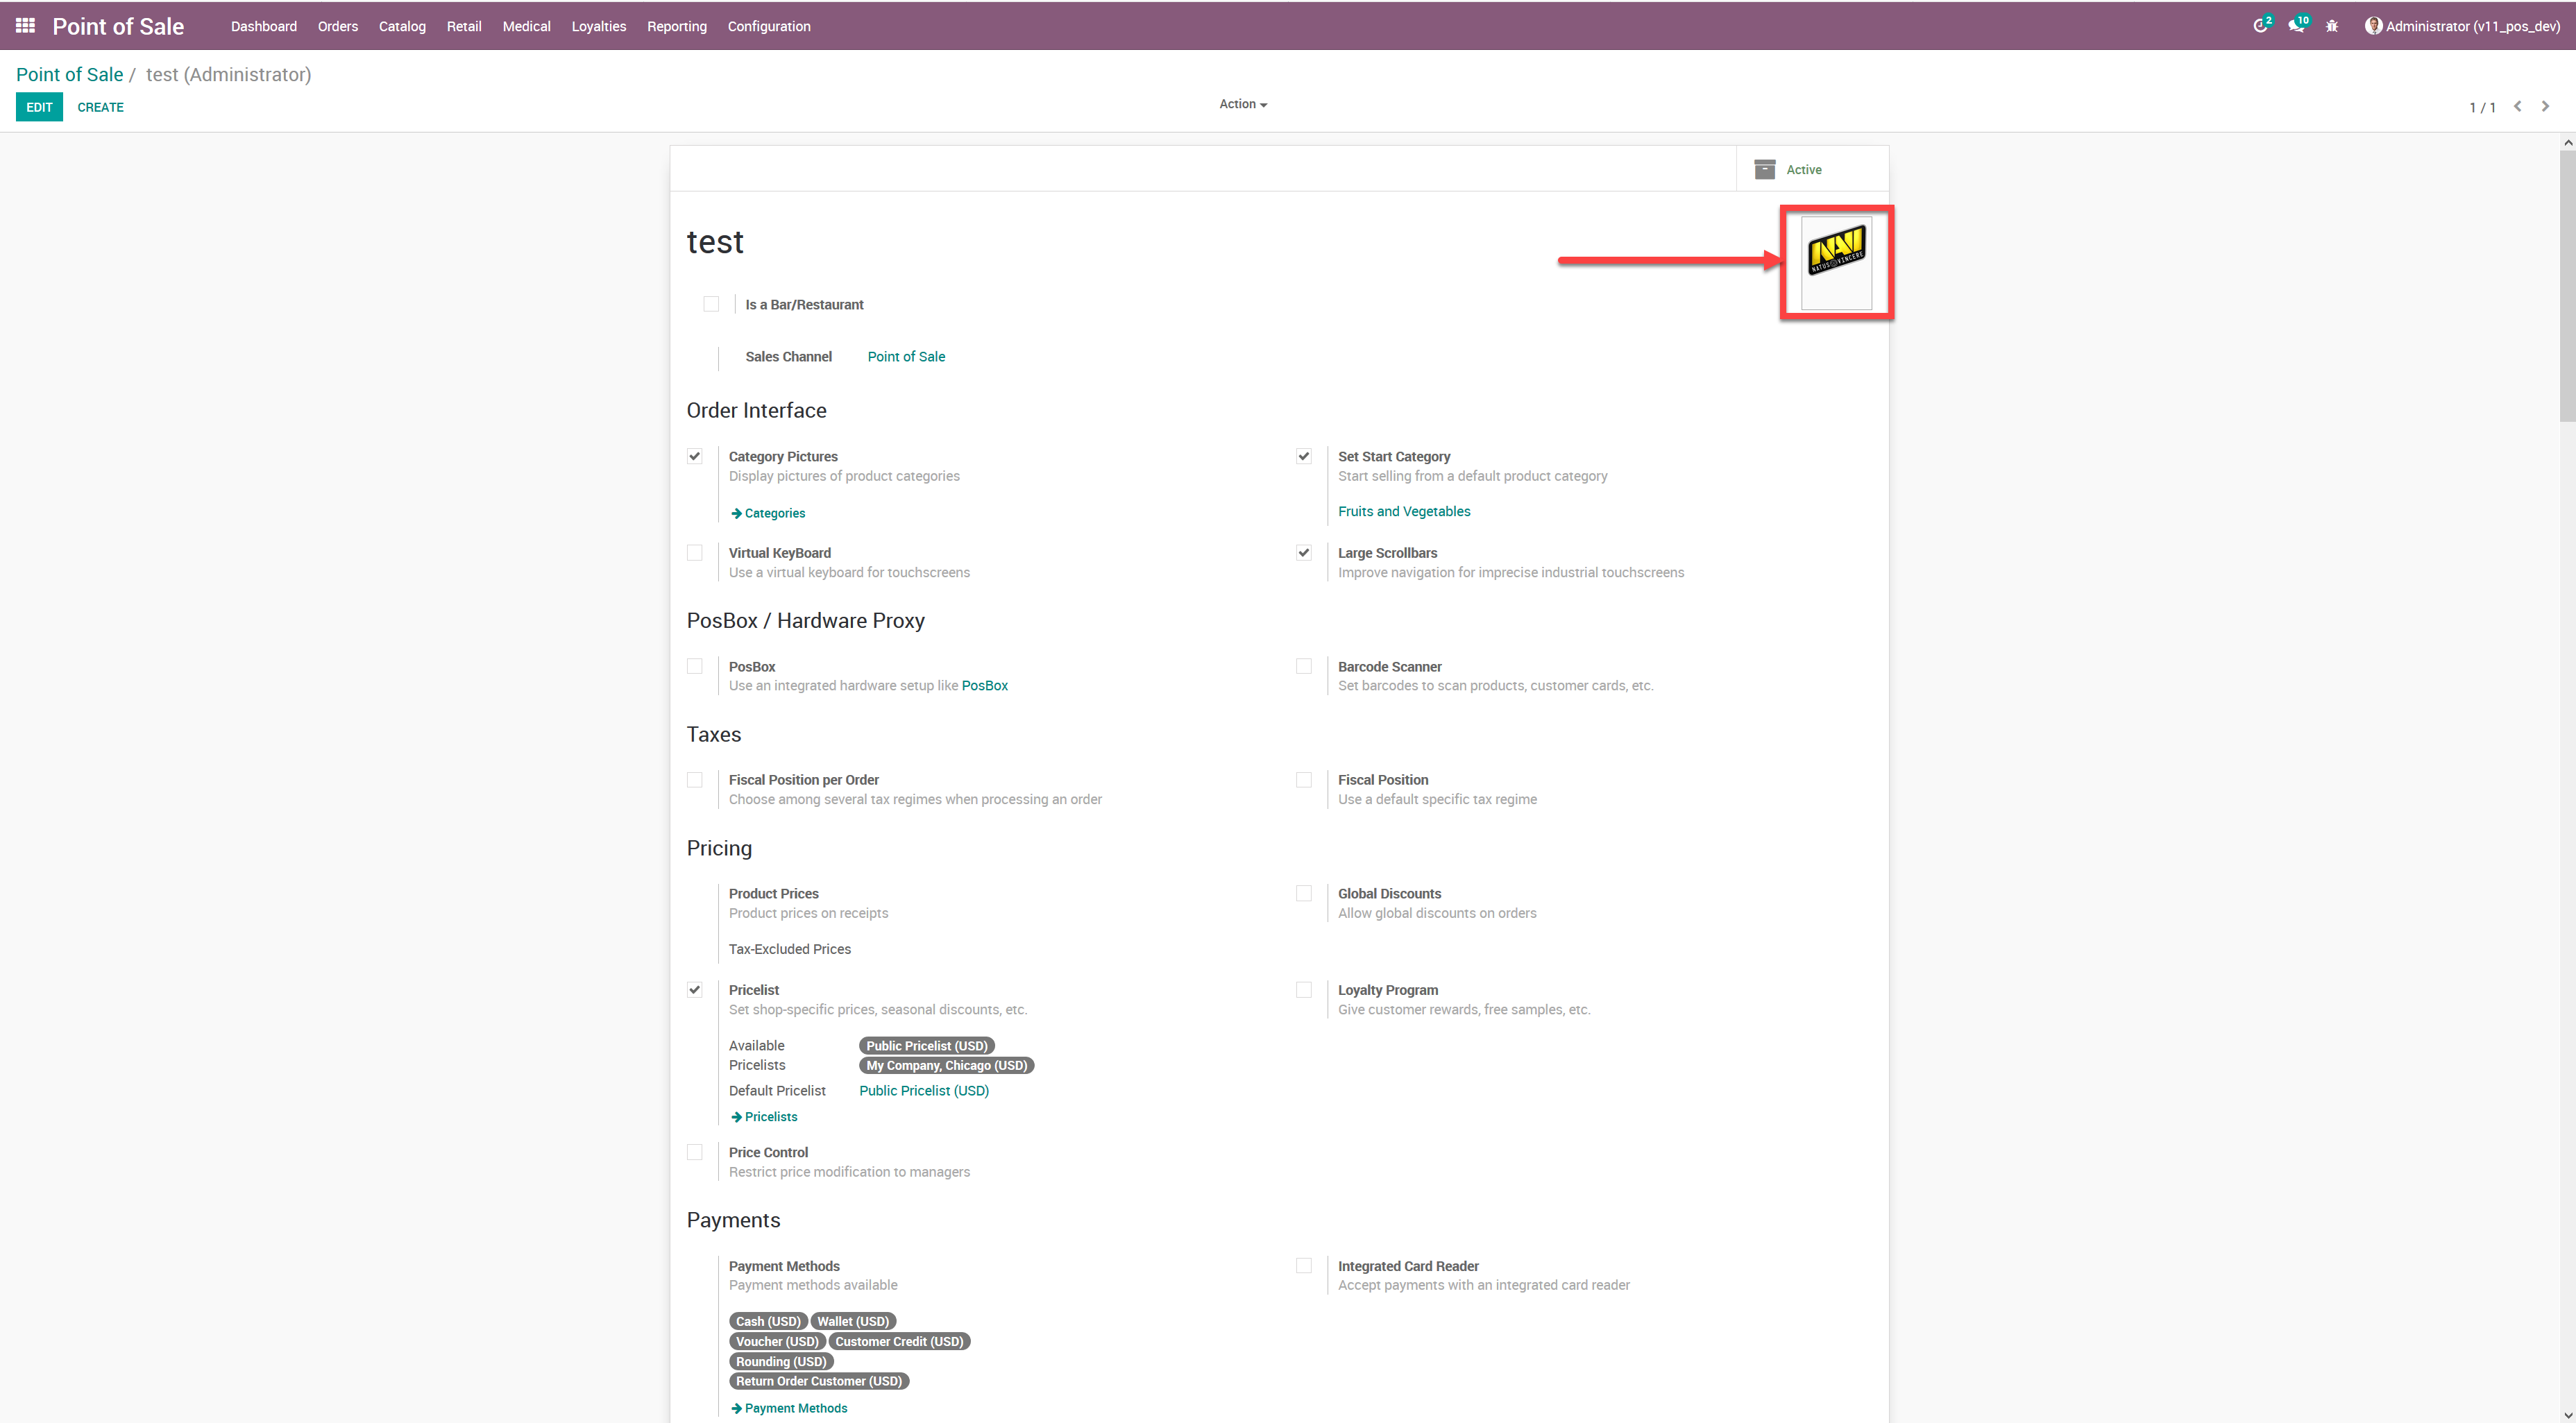 Point of Sale Dashboard Orders Catalog Retail Medical Loyalties Reporting Configuration 2 10 Administrator (v11_pos_dev)
Point of Sale / test (Administrator)
EDIT CREATE Action 1 / 1
Active
test
NAVI
NATUS VINCERE
Is a Bar/Restaurant
Sales Channel Point of Sale
Order Interface
Category Pictures
Display pictures of product categories
Categories
Set Start Category
Start selling from a default product category
Fruits and Vegetables
Virtual KeyBoard
Use a virtual keyboard for touchscreens
Large Scrollbars
Improve navigation for imprecise industrial touchscreens
PosBox / Hardware Proxy
PosBox
Use an integrated hardware setup like PosBox
Barcode Scanner
Set barcodes to scan products, customer cards, etc.
Taxes
Fiscal Position per Order
Choose among several tax regimes when processing an order
Fiscal Position
Use a default specific tax regime
Pricing
Product Prices
Product prices on receipts
Tax-Excluded Prices
Global Discounts
Allow global discounts on orders
Pricelist
Set shop-specific prices, seasonal discounts, etc.
Available Pricelists
Public Pricelist (USD)
My Company, Chicago (USD)
Default Pricelist Public Pricelist (USD)
Pricelists
Loyalty Program
Give customer rewards, free samples, etc.
Price Control
Restrict price modification to managers
Payments
Payment Methods
Payment methods available
Cash (USD) Wallet (USD)
Voucher (USD) Customer Credit (USD)
Rounding (USD)
Return Order Customer (USD)
Payment Methods
Integrated Card Reader
Accept payments with an integrated card reader